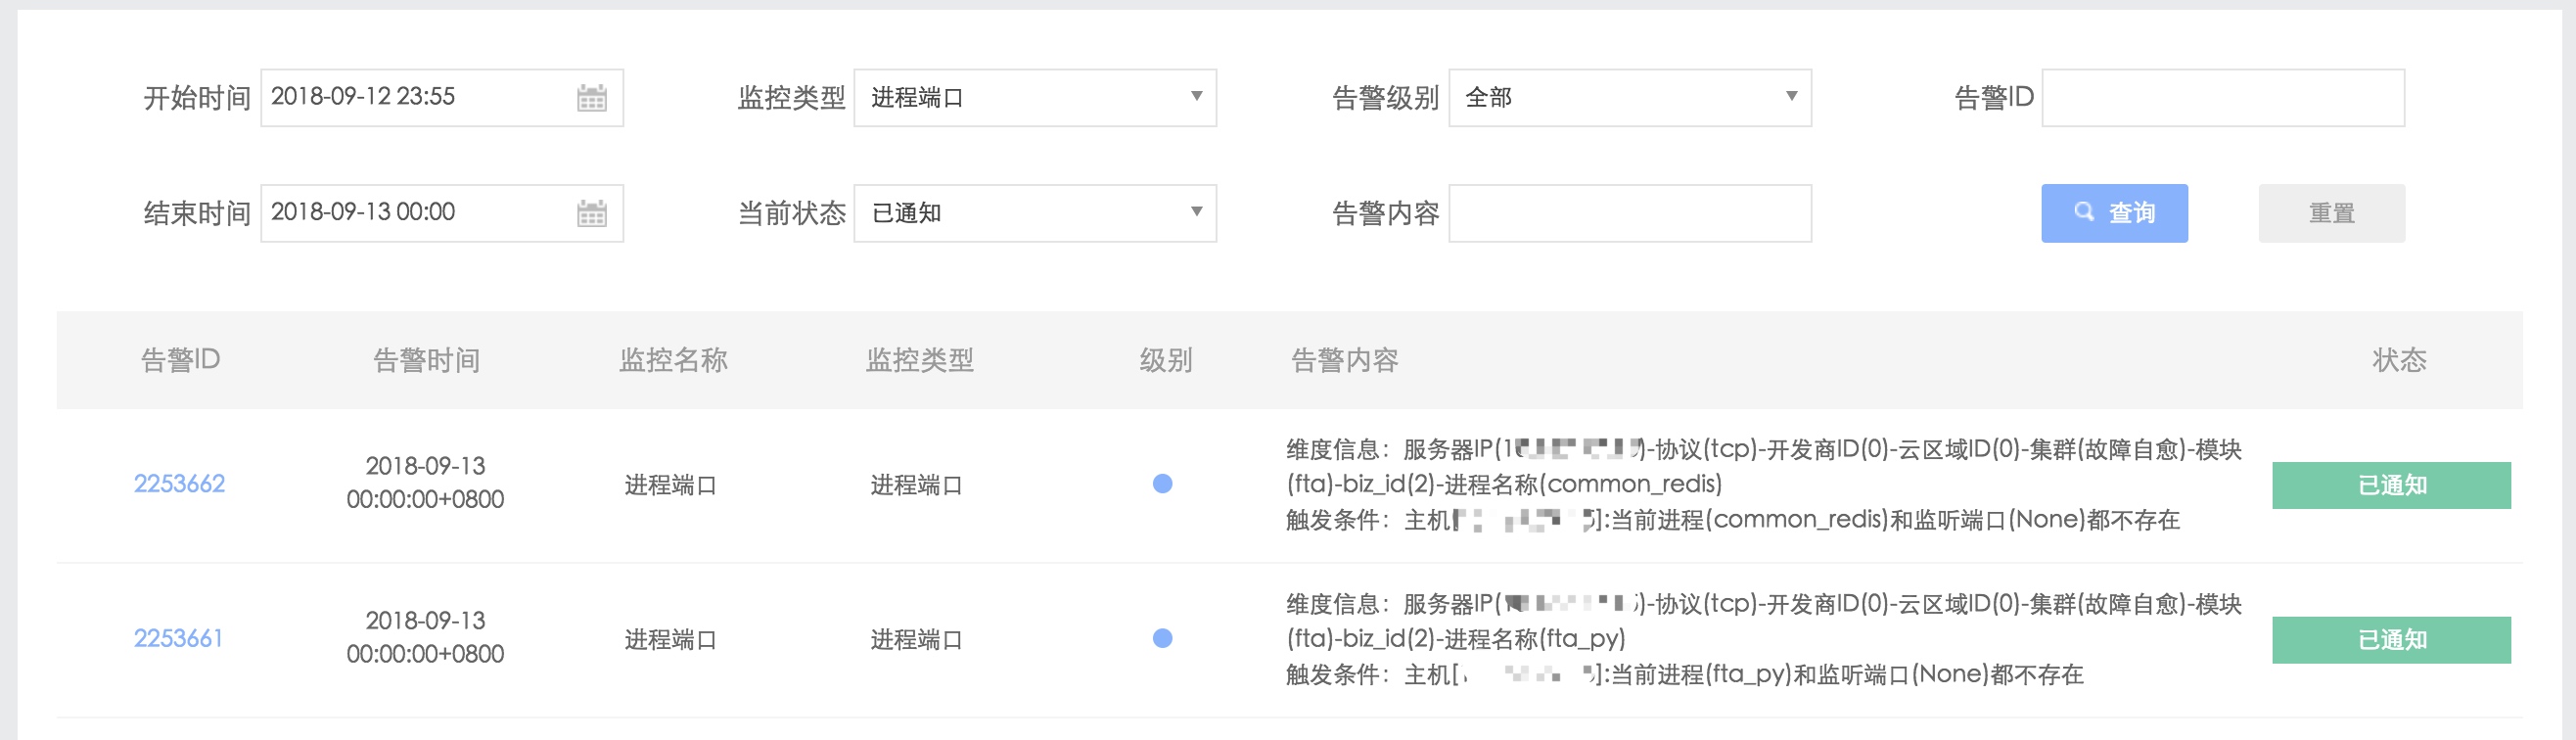 开始时间 2018-09-12 23:55 监控类型 进程端口 告警级别 全部 告警ID
结束时间 2018-09-13 00:00 当前状态 已通知 告警内容 查询 重置
告警ID 告警时间 监控名称 监控类型 级别 告警内容 状态
2253662
2018-09-13
00:00:00+0800
进程端口
进程端口
维度信息：服务器IP( )-协议(tcp)-开发商ID(0)-云区域ID(0)-集群(故障自愈)-模块
(fta)-biz_id(2)-进程名称(common_redis)
触发条件：主机[ ]:当前进程(common_redis)和监听端口(None)都不存在
已通知
2253661
2018-09-13
00:00:00+0800
进程端口
进程端口
维度信息：服务器IP( )-协议(tcp)-开发商ID(0)-云区域ID(0)-集群(故障自愈)-模块
(fta)-biz_id(2)-进程名称(fta_py)
触发条件：主机[ ]:当前进程(fta_py)和监听端口(None)都不存在
已通知